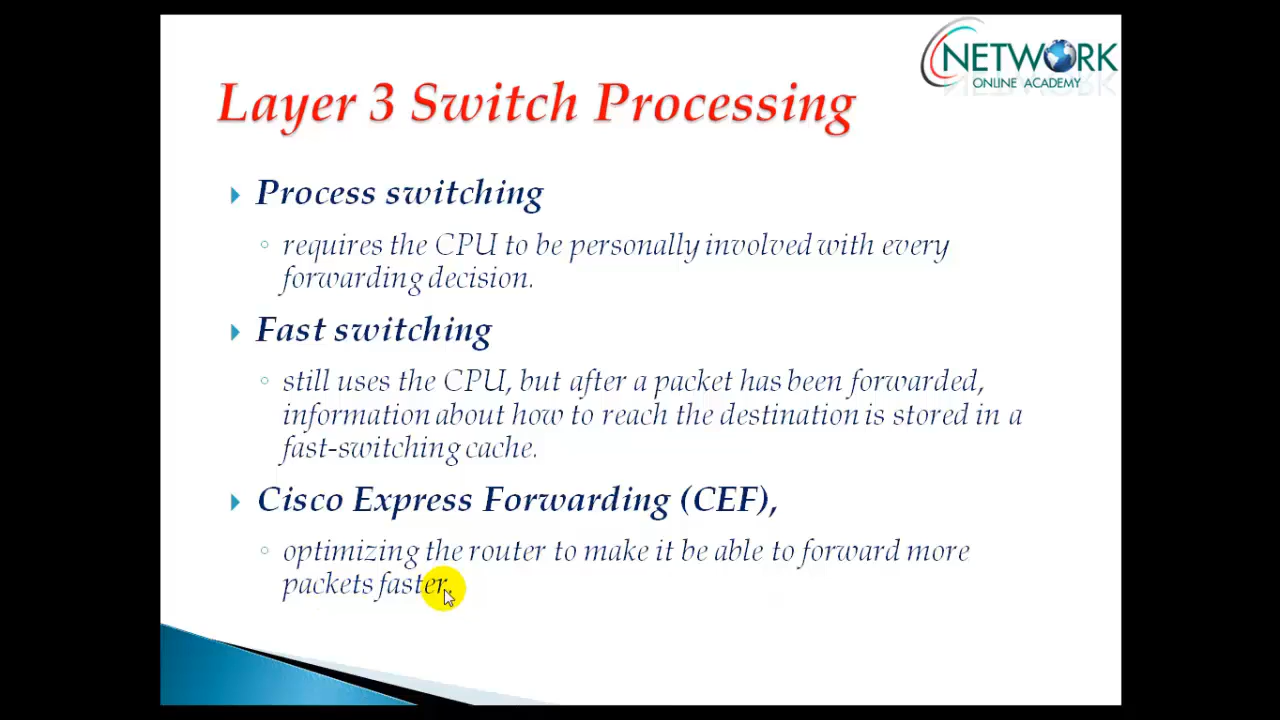 NETWORK
ONLINE ACADEMY
Layer 3 Switch Processing
Process switching
requires the CPU to be personally involved with every
forwarding decision.
Fast switching
still uses the CPU, but after a packet has been forwarded,
information about how to reach the destination is stored in a
fast-switching cache.
Cisco Express Forwarding (CEF),
optimizing the router to make it be able to forward more
packets faster.